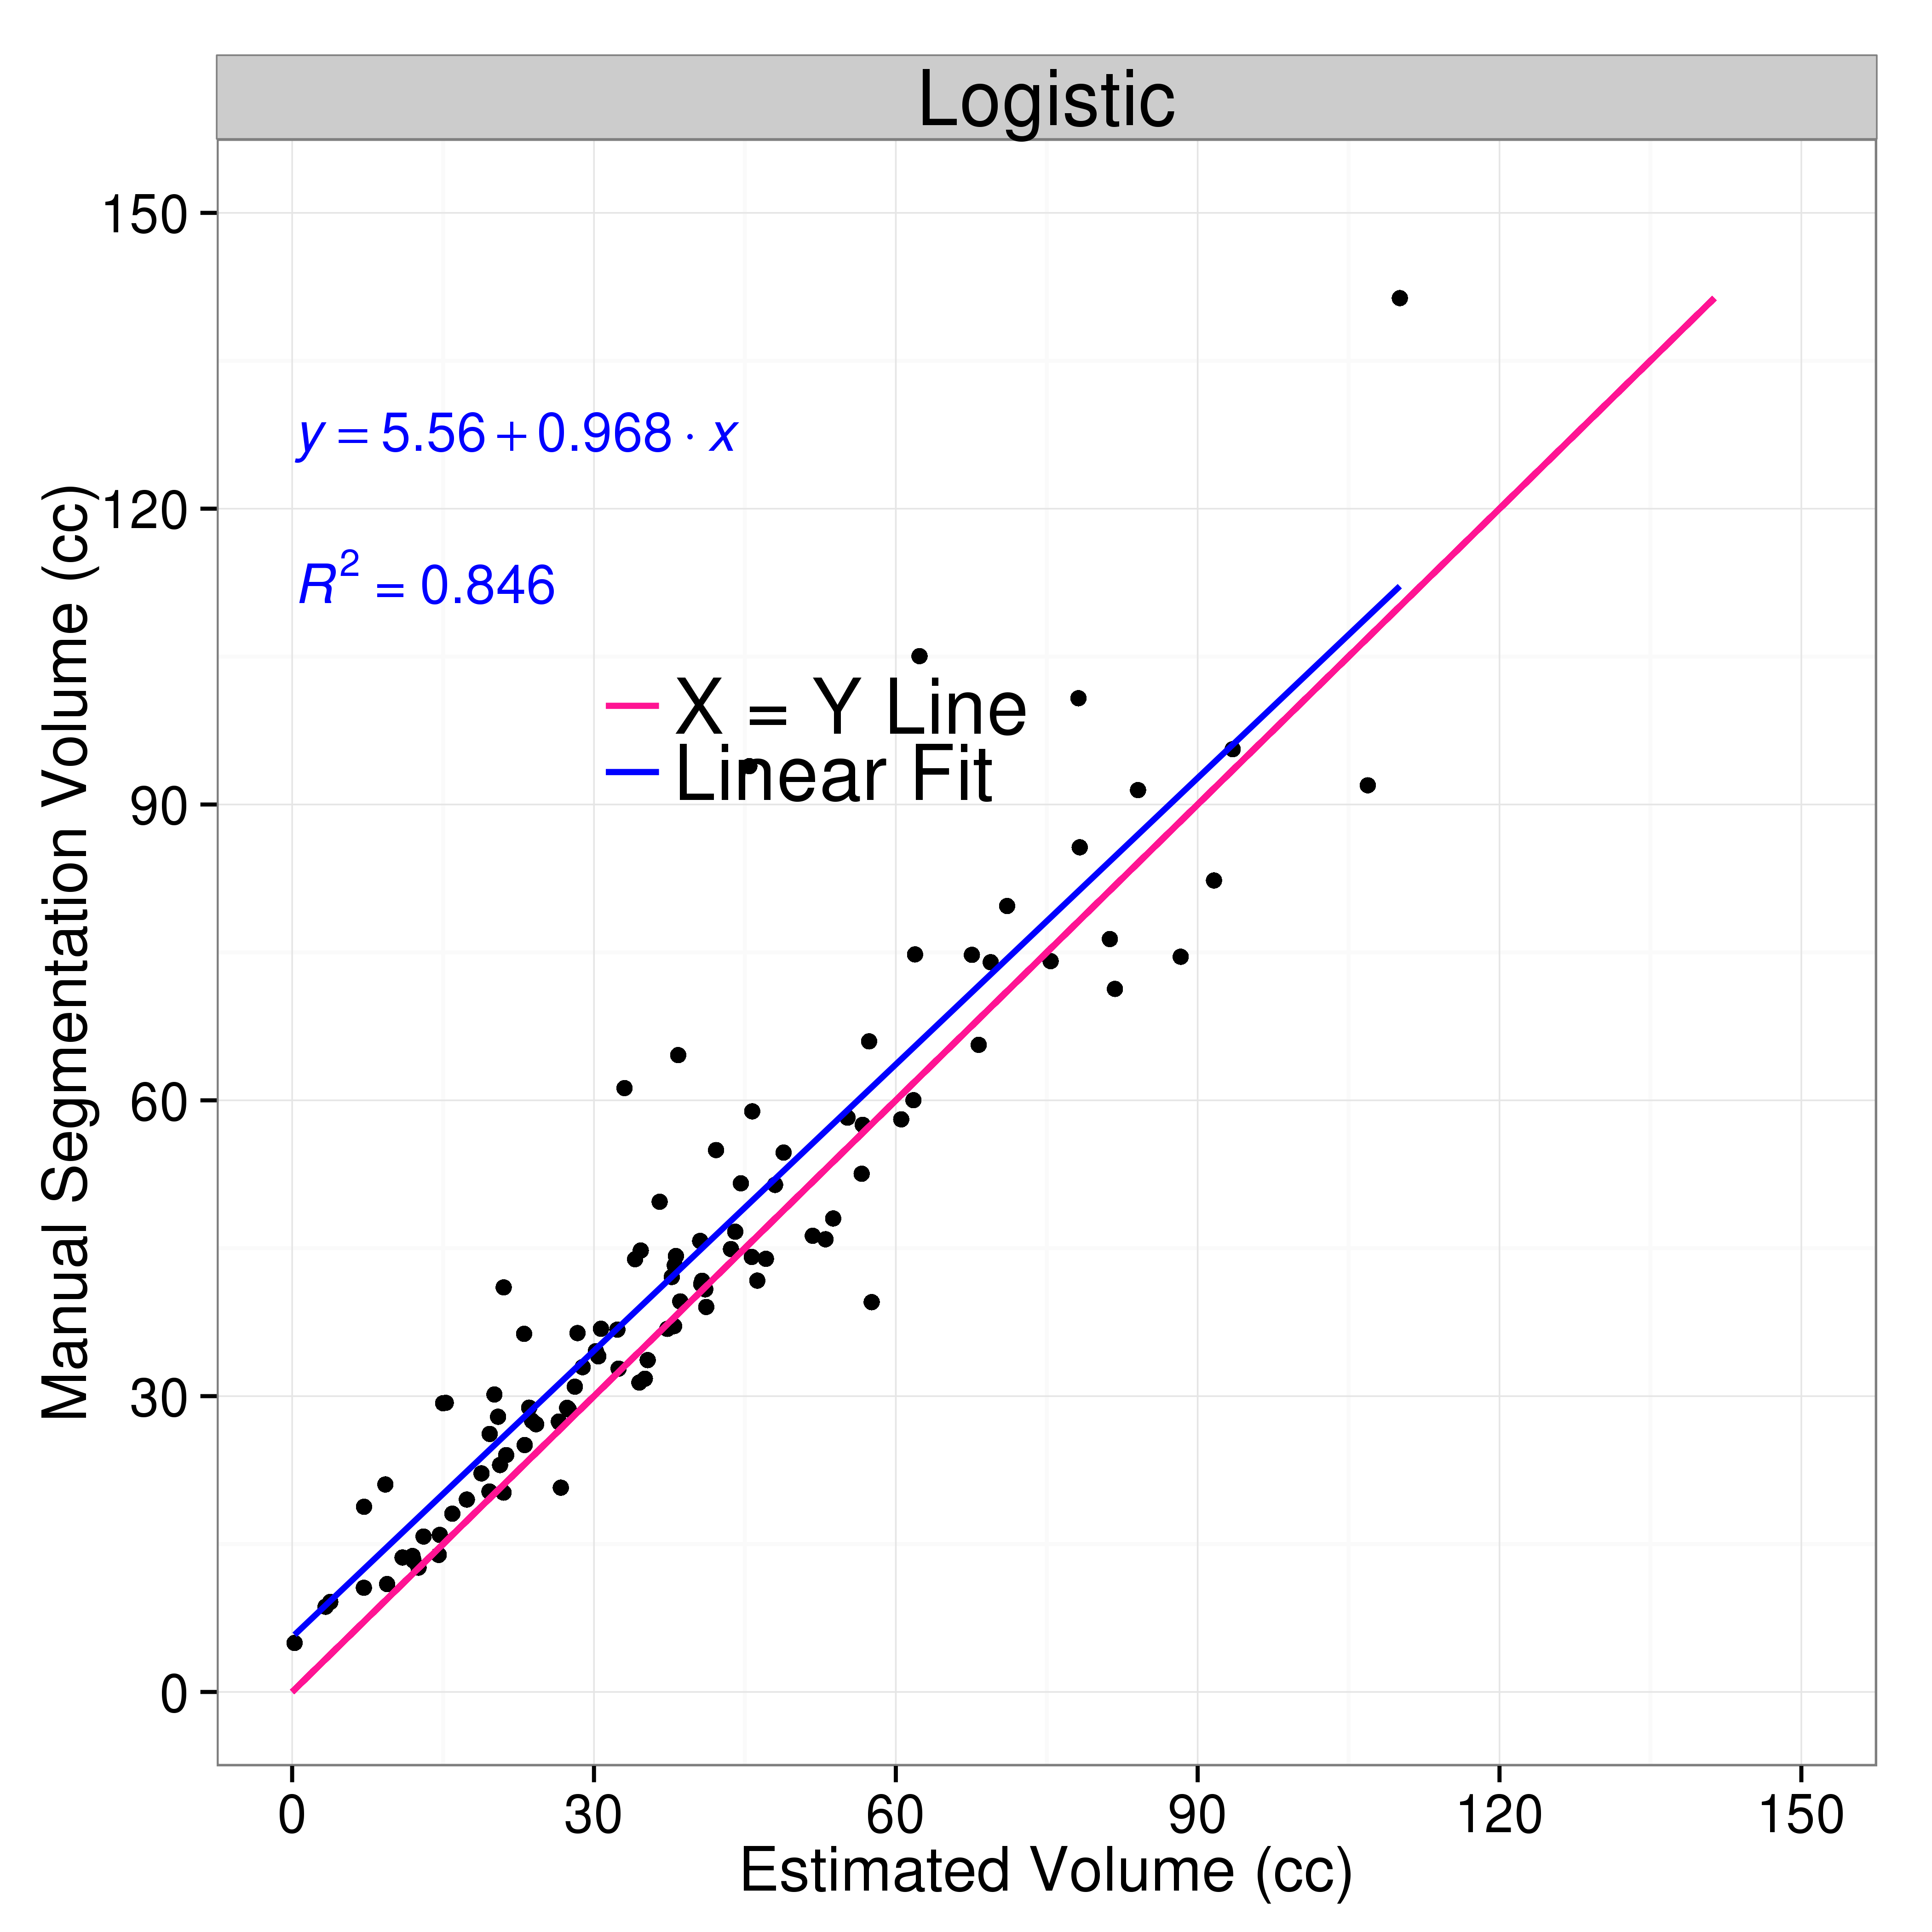 Logistic
150
120
90
60
30
0
Manual Segmentation Volume (cc)
y = 5.56 + 0.968 · x
R² = 0.846
X = Y Line
Linear Fit
0 30 60 90 120 150
Estimated Volume (cc)